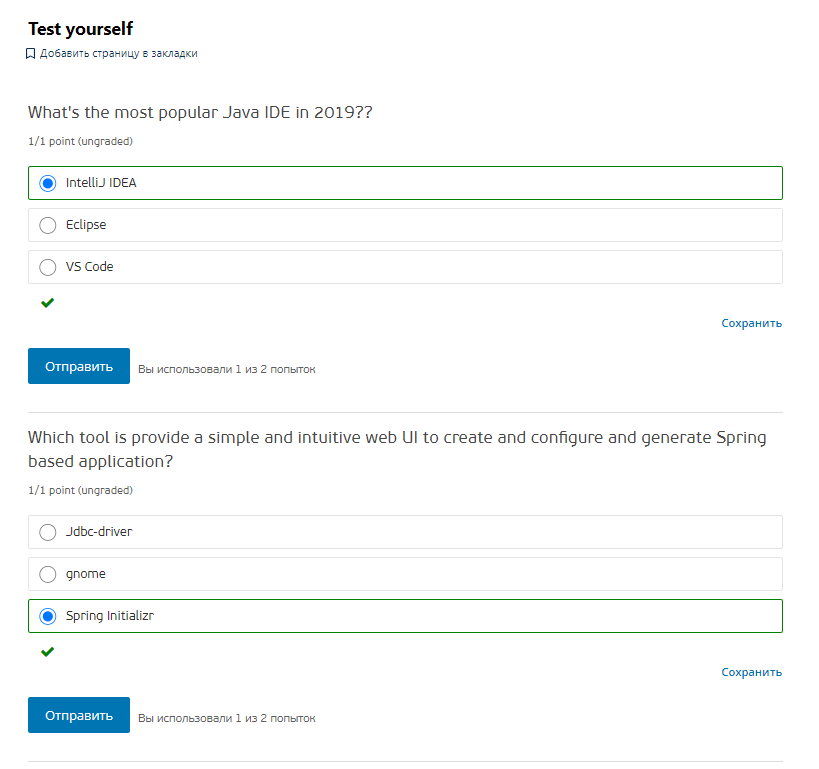 Test yourself
Добавить страницу в закладки
What's the most popular Java IDE in 2019??
1/1 point (ungraded)
IntelliJ IDEA
Eclipse
VS Code
Сохранить
Отправить Вы использовали 1 из 2 попыток
Which tool is provide a simple and intuitive web UI to create and configure and generate Spring
based application?
1/1 point (ungraded)
Jdbc-driver
gnome
Spring Initializr
Сохранить
Отправить Вы использовали 1 из 2 попыток